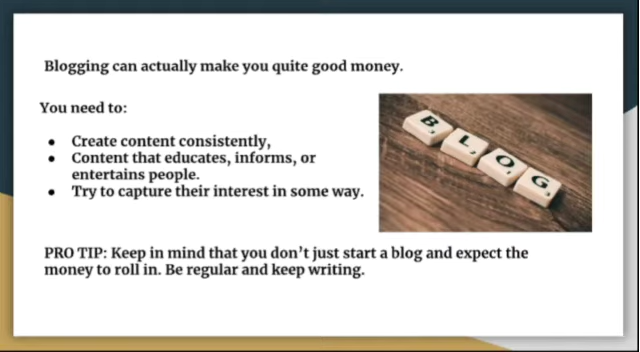 Blogging can actually make you quite good money.
You need to:
● Create content consistently,
● Content that educates, informs, or
entertains people.
● Try to capture their interest in some way.
BLOG
PRO TIP: Keep in mind that you don't just start a blog and expect the
money to roll in. Be regular and keep writing.